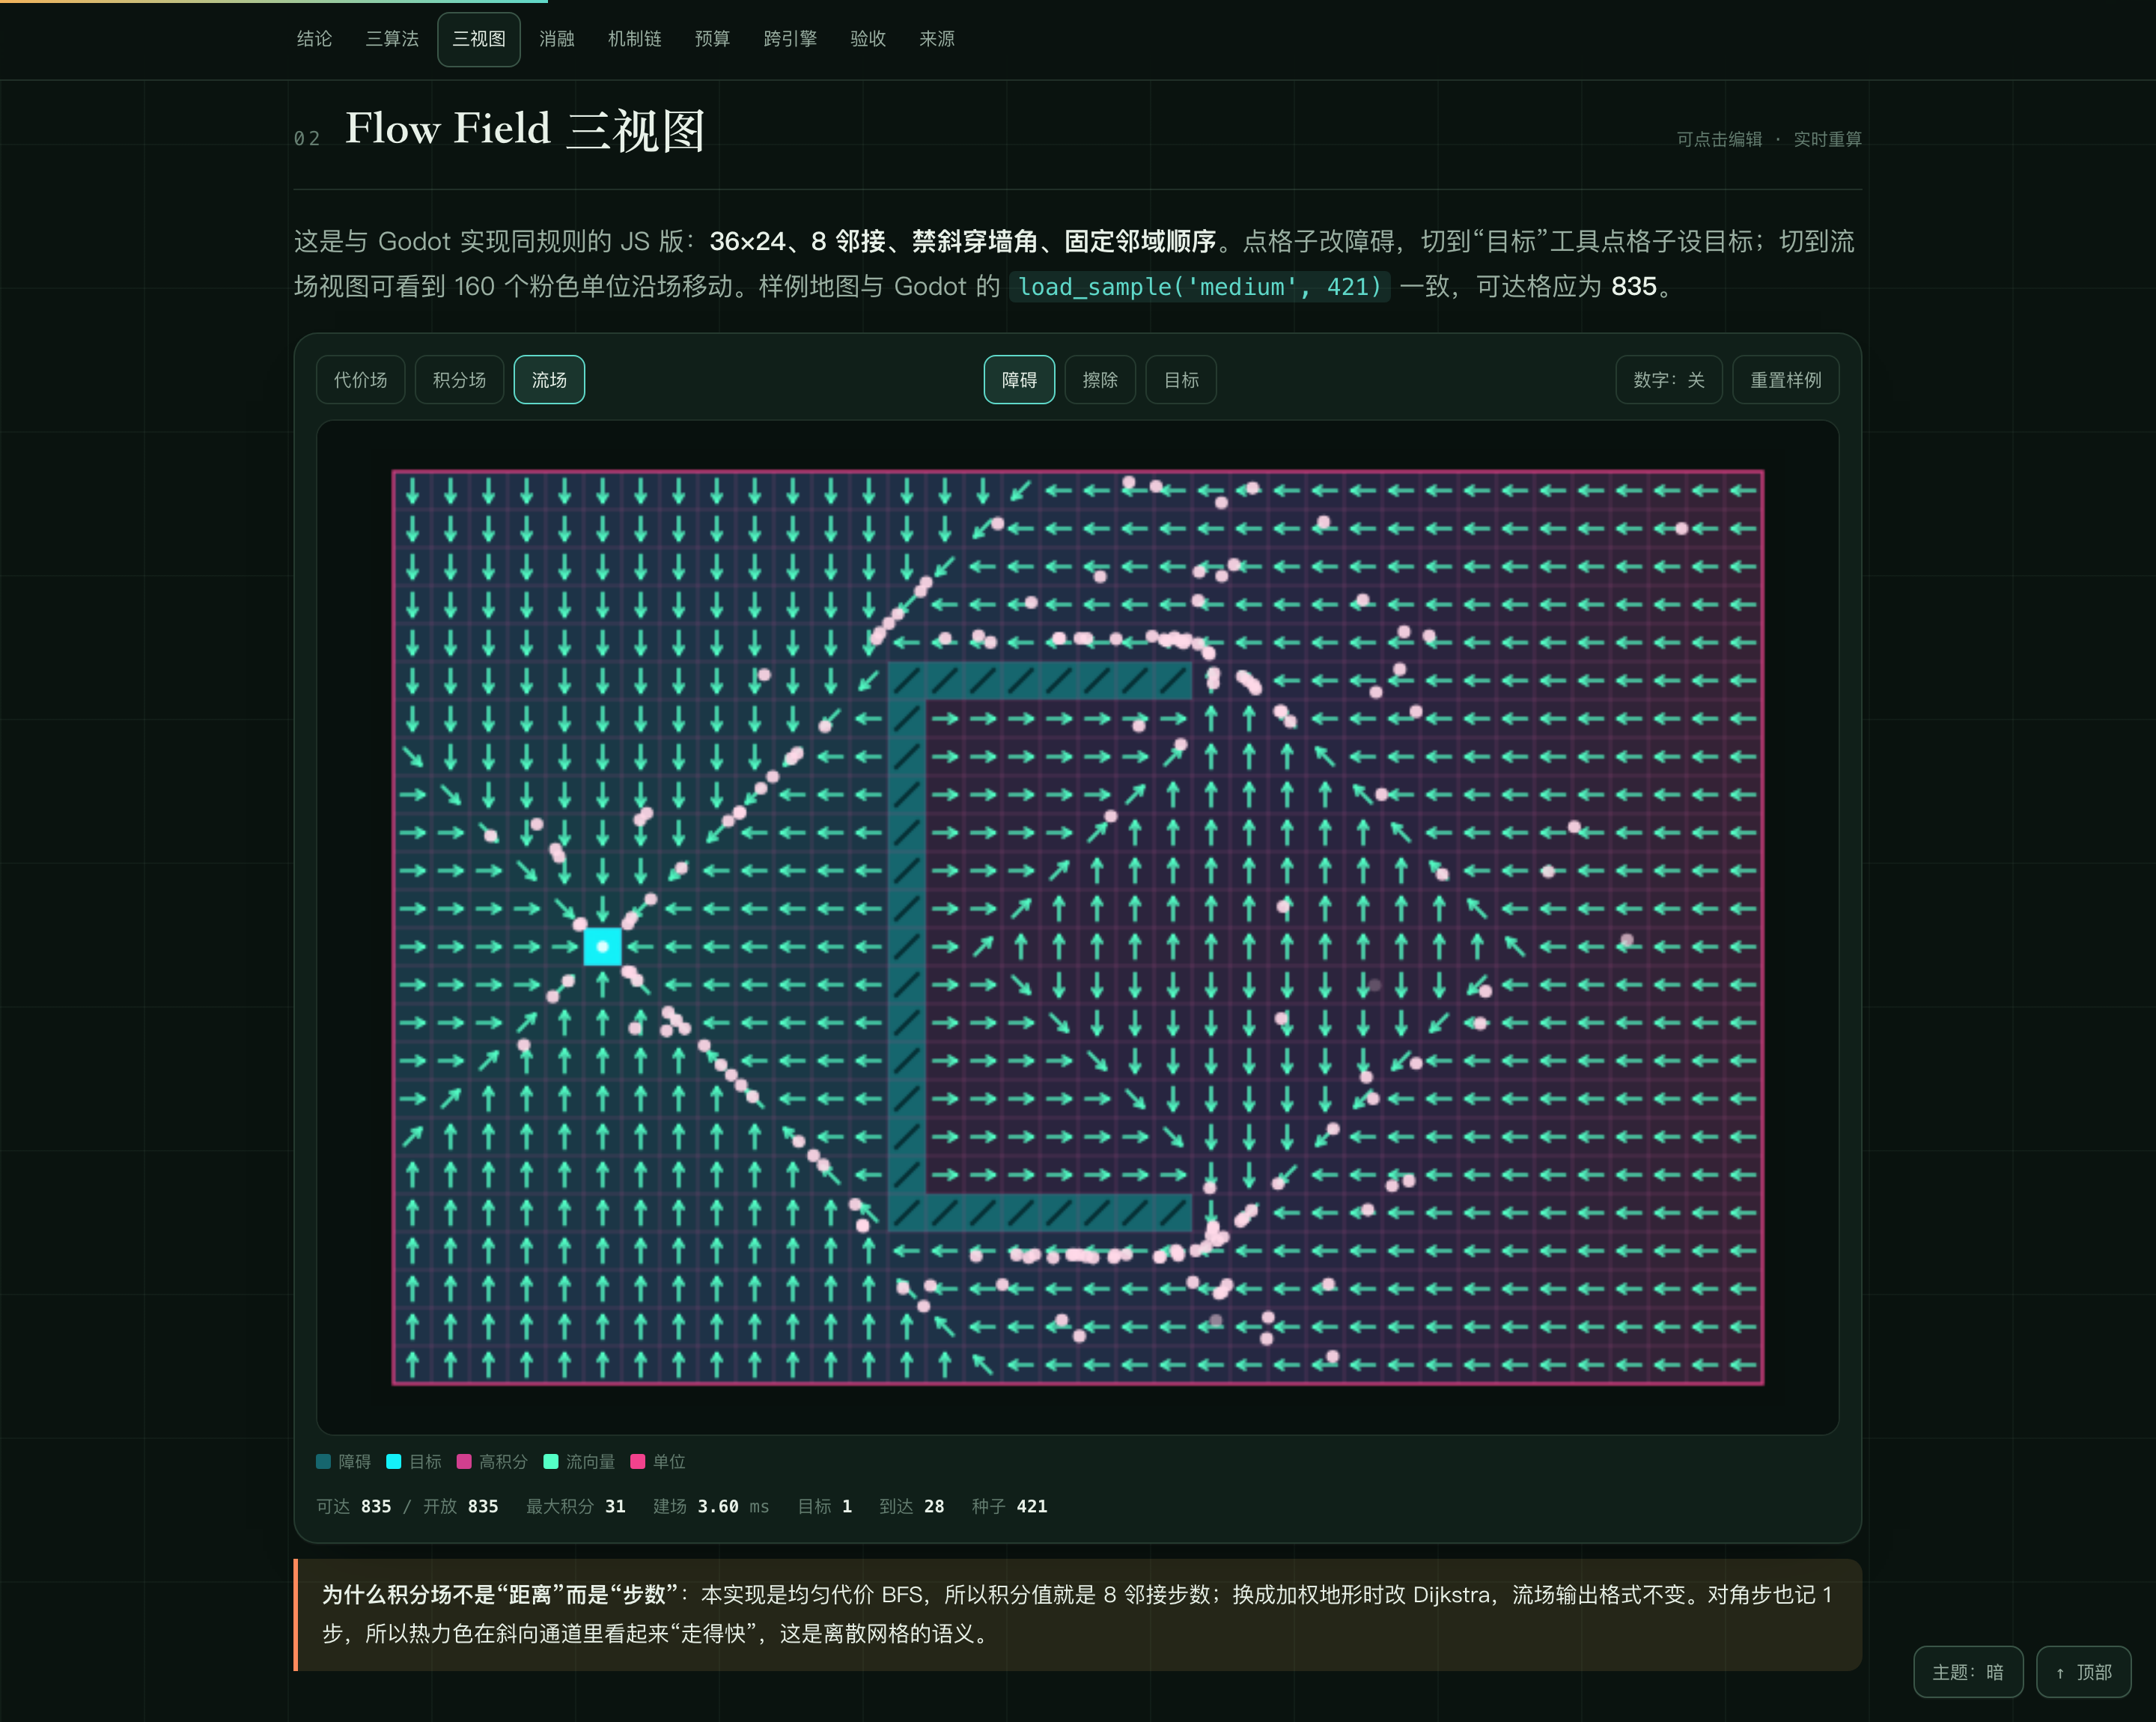 结论 三算法 三视图 消融 机制链 预算 跨引擎 验收 来源
02 Flow Field 三视图 可点击编辑 · 实时重算
这是与 Godot 实现同规则的 JS 版：36×24、8 邻接、禁斜穿墙角、固定邻域顺序。点格子改障碍，切到“目标”工具点格子设目标；切到流
场视图可看到 160 个粉色单位沿场移动。样例地图与 Godot 的 load_sample('medium', 421) 一致，可达格应为 835。
代价场 积分场 流场 障碍 擦除 目标 数字：关 重置样例
障碍 目标 高积分 流向量 单位
可达 835 / 开放 835 最大积分 31 建场 3.60 ms 目标 1 到达 28 种子 421
为什么积分场不是“距离”而是“步数”：本实现是均匀代价 BFS，所以积分值就是 8 邻接步数；换成加权地形时改 Dijkstra，流场输出格式不变。对角步也记 1
步，所以热力色在斜向通道里看起来“走得快”，这是离散网格的语义。
主题：暗 ↑ 顶部